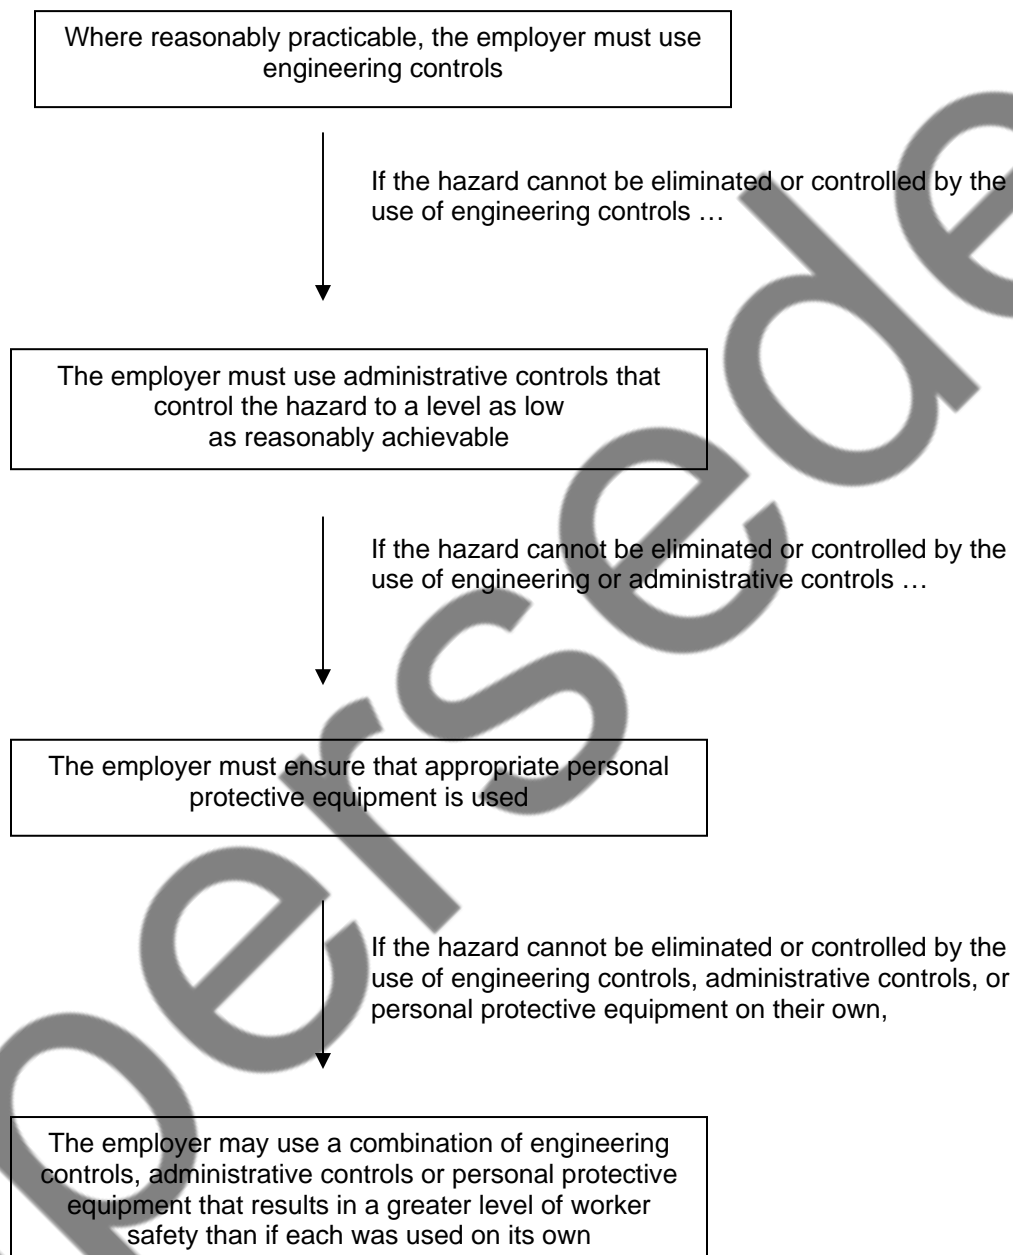 Where reasonably practicable, the employer must use
engineering controls
If the hazard cannot be eliminated or controlled by the
use of engineering controls …
The employer must use administrative controls that
control the hazard to a level as low
as reasonably achievable
If the hazard cannot be eliminated or controlled by the
use of engineering or administrative controls …
The employer must ensure that appropriate personal
protective equipment is used
If the hazard cannot be eliminated or controlled by the
use of engineering controls, administrative controls, or
personal protective equipment on their own,
The employer may use a combination of engineering
controls, administrative controls or personal protective
equipment that results in a greater level of worker
safety than if each was used on its own
persede